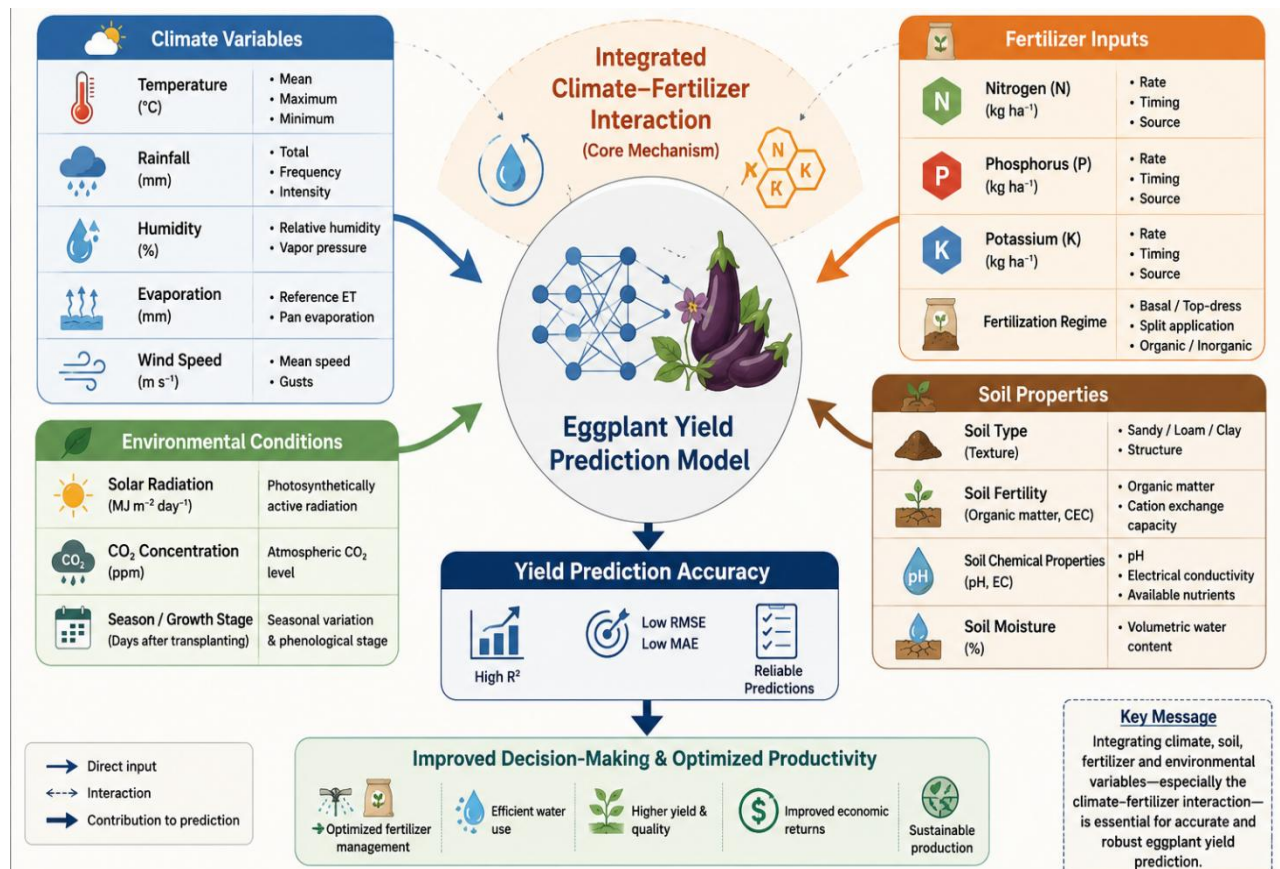 Climate Variables
Temperature
(°C)
• Mean
• Maximum
• Minimum
Rainfall
(mm)
• Total
• Frequency
• Intensity
Humidity
(%)
• Relative humidity
• Vapor pressure
Evaporation
(mm)
• Reference ET
• Pan evaporation
Wind Speed
(m s⁻¹)
• Mean speed
• Gusts
Integrated
Climate–Fertilizer
Interaction
(Core Mechanism)
N
K
K
Fertilizer Inputs
N
Nitrogen (N)
(kg ha⁻¹)
• Rate
• Timing
• Source
P
Phosphorus (P)
(kg ha⁻¹)
• Rate
• Timing
• Source
K
Potassium (K)
(kg ha⁻¹)
• Rate
• Timing
• Source
Fertilization Regime
• Basal / Top-dress
• Split application
• Organic / Inorganic
Eggplant Yield
Prediction Model
Environmental Conditions
Solar Radiation
(MJ m⁻² day⁻¹)
Photosynthetically
active radiation
CO₂
CO₂ Concentration
(ppm)
Atmospheric CO₂
level
Season / Growth Stage
(Days after transplanting)
Seasonal variation
& phenological stage
Soil Properties
Soil Type
(Texture)
• Sandy / Loam / Clay
• Structure
Soil Fertility
(Organic matter, CEC)
• Organic matter
• Cation exchange
capacity
pH
Soil Chemical Properties
(pH, EC)
• pH
• Electrical conductivity
• Available nutrients
Soil Moisture
(%)
• Volumetric water
content
Yield Prediction Accuracy
High R²
Low RMSE
Low MAE
Reliable
Predictions
Improved Decision-Making & Optimized Productivity
Optimized fertilizer
management
Efficient water
use
Higher yield &
quality
$
Improved economic
returns
Sustainable
production
Direct input
Interaction
Contribution to prediction
Key Message
Integrating climate, soil,
fertilizer and environmental
variables—especially the
climate–fertilizer interaction—
is essential for accurate and
robust eggplant yield
prediction.